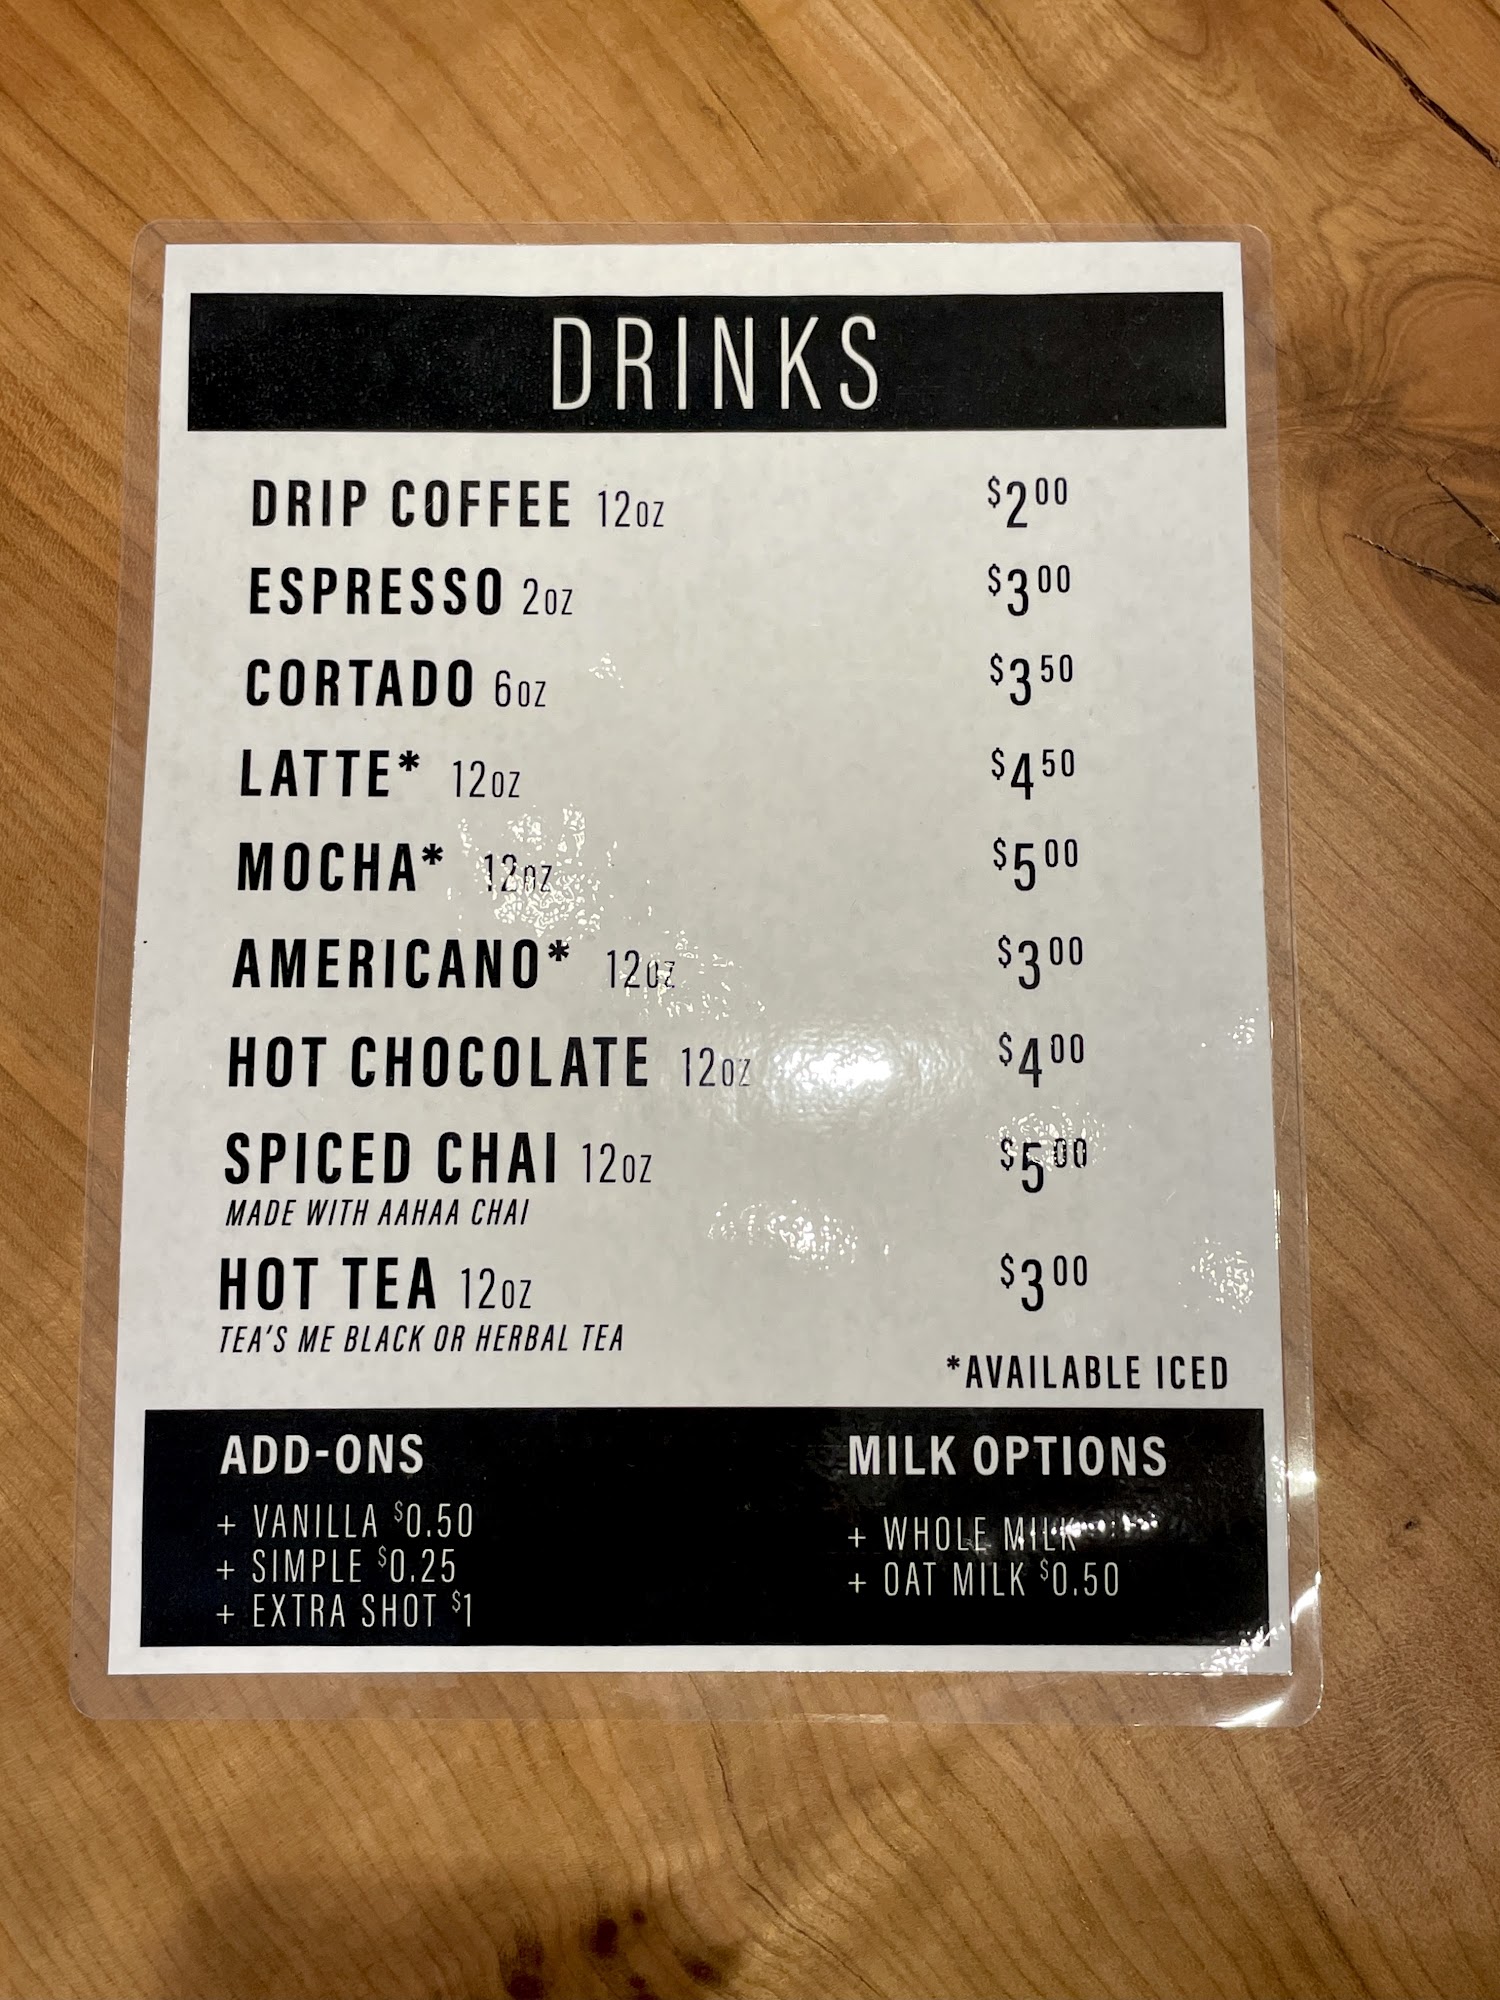 DRINKS
DRIP COFFEE 12oz $2.00
ESPRESSO 2oz $3.00
CORTADO 6oz $3.50
LATTE* 12oz $4.50
MOCHA* 12oz $5.00
AMERICANO* 12oz $3.00
HOT CHOCOLATE 12oz $4.00
SPICED CHAI 12oz $5.00
MADE WITH AAHAA CHAI
HOT TEA 12oz $3.00
TEA'S ME BLACK OR HERBAL TEA
*AVAILABLE ICED
ADD-ONS
+ VANILLA $0.50
+ SIMPLE $0.25
+ EXTRA SHOT $1
MILK OPTIONS
+ WHOLE MILK
+ OAT MILK $0.50